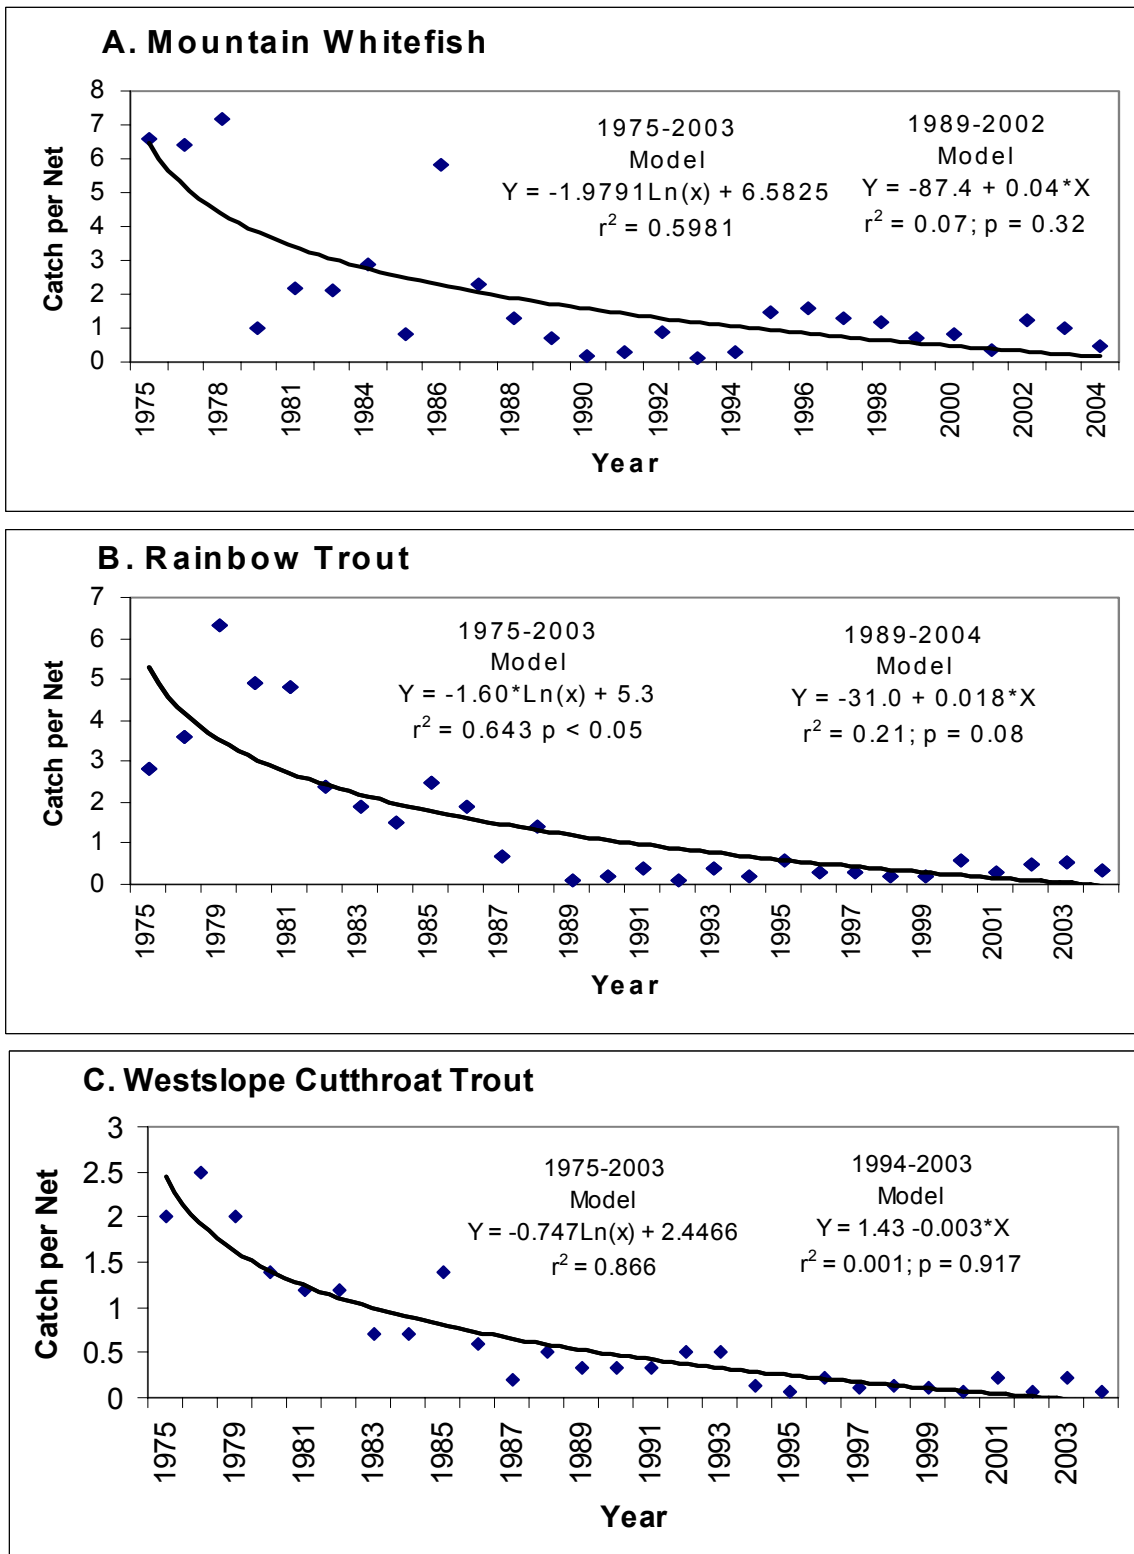 A. Mountain Whitefish
8
7
6
5
4
3
2
1
0
Catch per Net
1975-2003
Model
Y = -1.9791Ln(x) + 6.5825
r² = 0.5981
1989-2002
Model
Y = -87.4 + 0.04*X
r² = 0.07; p = 0.32
1975
1978
1981
1984
1986
1988
1990
1992
1994
1996
1998
2000
2002
2004
Year
B. Rainbow Trout
7
6
5
4
3
2
1
0
Catch per Net
1975-2003
Model
Y = -1.60*Ln(x) + 5.3
r² = 0.643 p < 0.05
1989-2004
Model
Y = -31.0 + 0.018*X
r² = 0.21; p = 0.08
1975
1979
1981
1983
1985
1987
1989
1991
1993
1995
1997
1999
2001
2003
Year
C. Westslope Cutthroat Trout
3
2.5
2
1.5
1
0.5
0
Catch per Net
1975-2003
Model
Y = -0.747Ln(x) + 2.4466
r² = 0.866
1994-2003
Model
Y = 1.43 -0.003*X
r² = 0.001; p = 0.917
1975
1979
1981
1983
1985
1987
1989
1991
1993
1995
1997
1999
2001
2003
Year